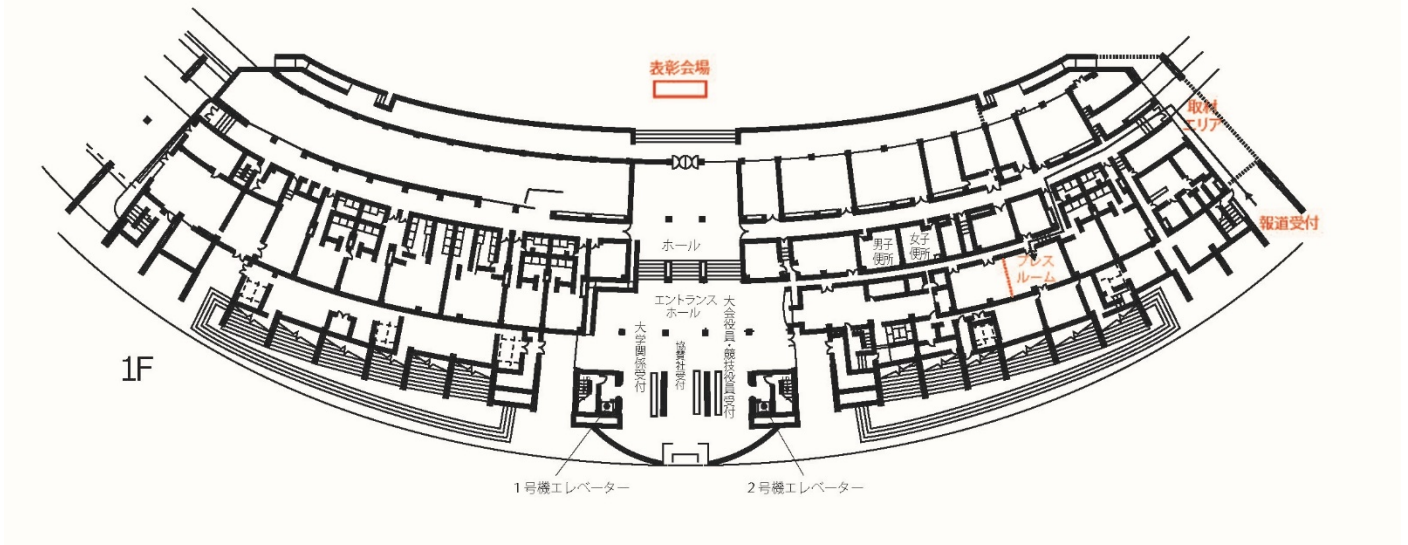 表彰会場
取材
エリア
報道受付
ホール
男子
便所
女子
便所
プレス
ルーム
エントランス
ホール
大会役員・競技役員受付
協賛社受付
大学関係受付
1F
1号機エレベーター
2号機エレベーター